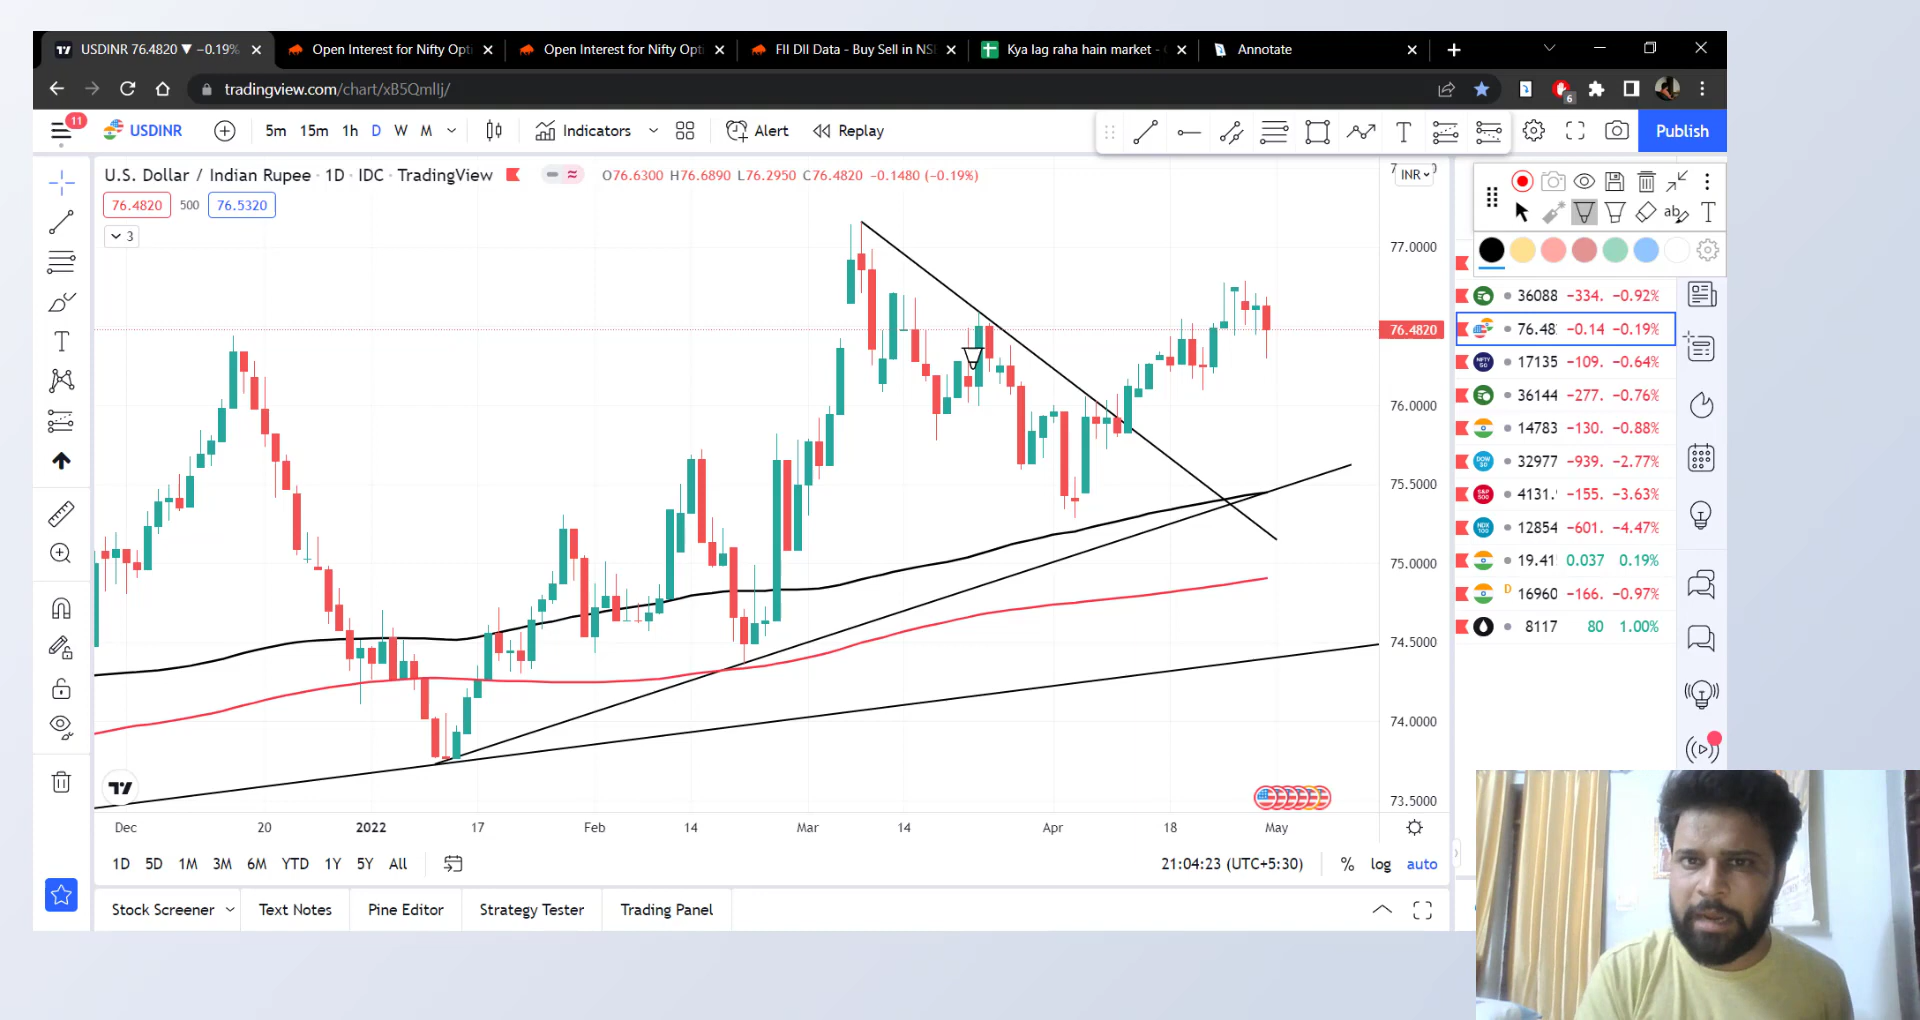 USDINR 76.4820 ▼ −0.19%
Open Interest for Nifty Opti
Open Interest for Nifty Opti
FII DII Data - Buy Sell in NS
Kya lag raha hain market -
Annotate
tradingview.com/chart/xB5QmlIj/
6
11
USDINR
5m 15m 1h D W M
Indicators
Alert
Replay
T
Publish
U.S. Dollar / Indian Rupee · 1D · IDC · TradingView
O76.6300 H76.6890 L76.2950 C76.4820 −0.1480 (−0.19%)
INR
76.4820 500 76.5320
3
77.0000
76.4820
76.0000
75.5000
75.0000
74.5000
74.0000
73.5000
36088 −334. −0.92%
76.48 −0.14 −0.19%
17135 −109. −0.64%
36144 −277. −0.76%
14783 −130. −0.88%
32977 −939. −2.77%
4131. −155. −3.63%
12854 −601. −4.47%
19.41 0.037 0.19%
D 16960 −166. −0.97%
8117 80 1.00%
Dec 20 2022 17 Feb 14 Mar 14 Apr 18 May
1D 5D 1M 3M 6M YTD 1Y 5Y All
21:04:23 (UTC+5:30) % log auto
Stock Screener Text Notes Pine Editor Strategy Tester Trading Panel